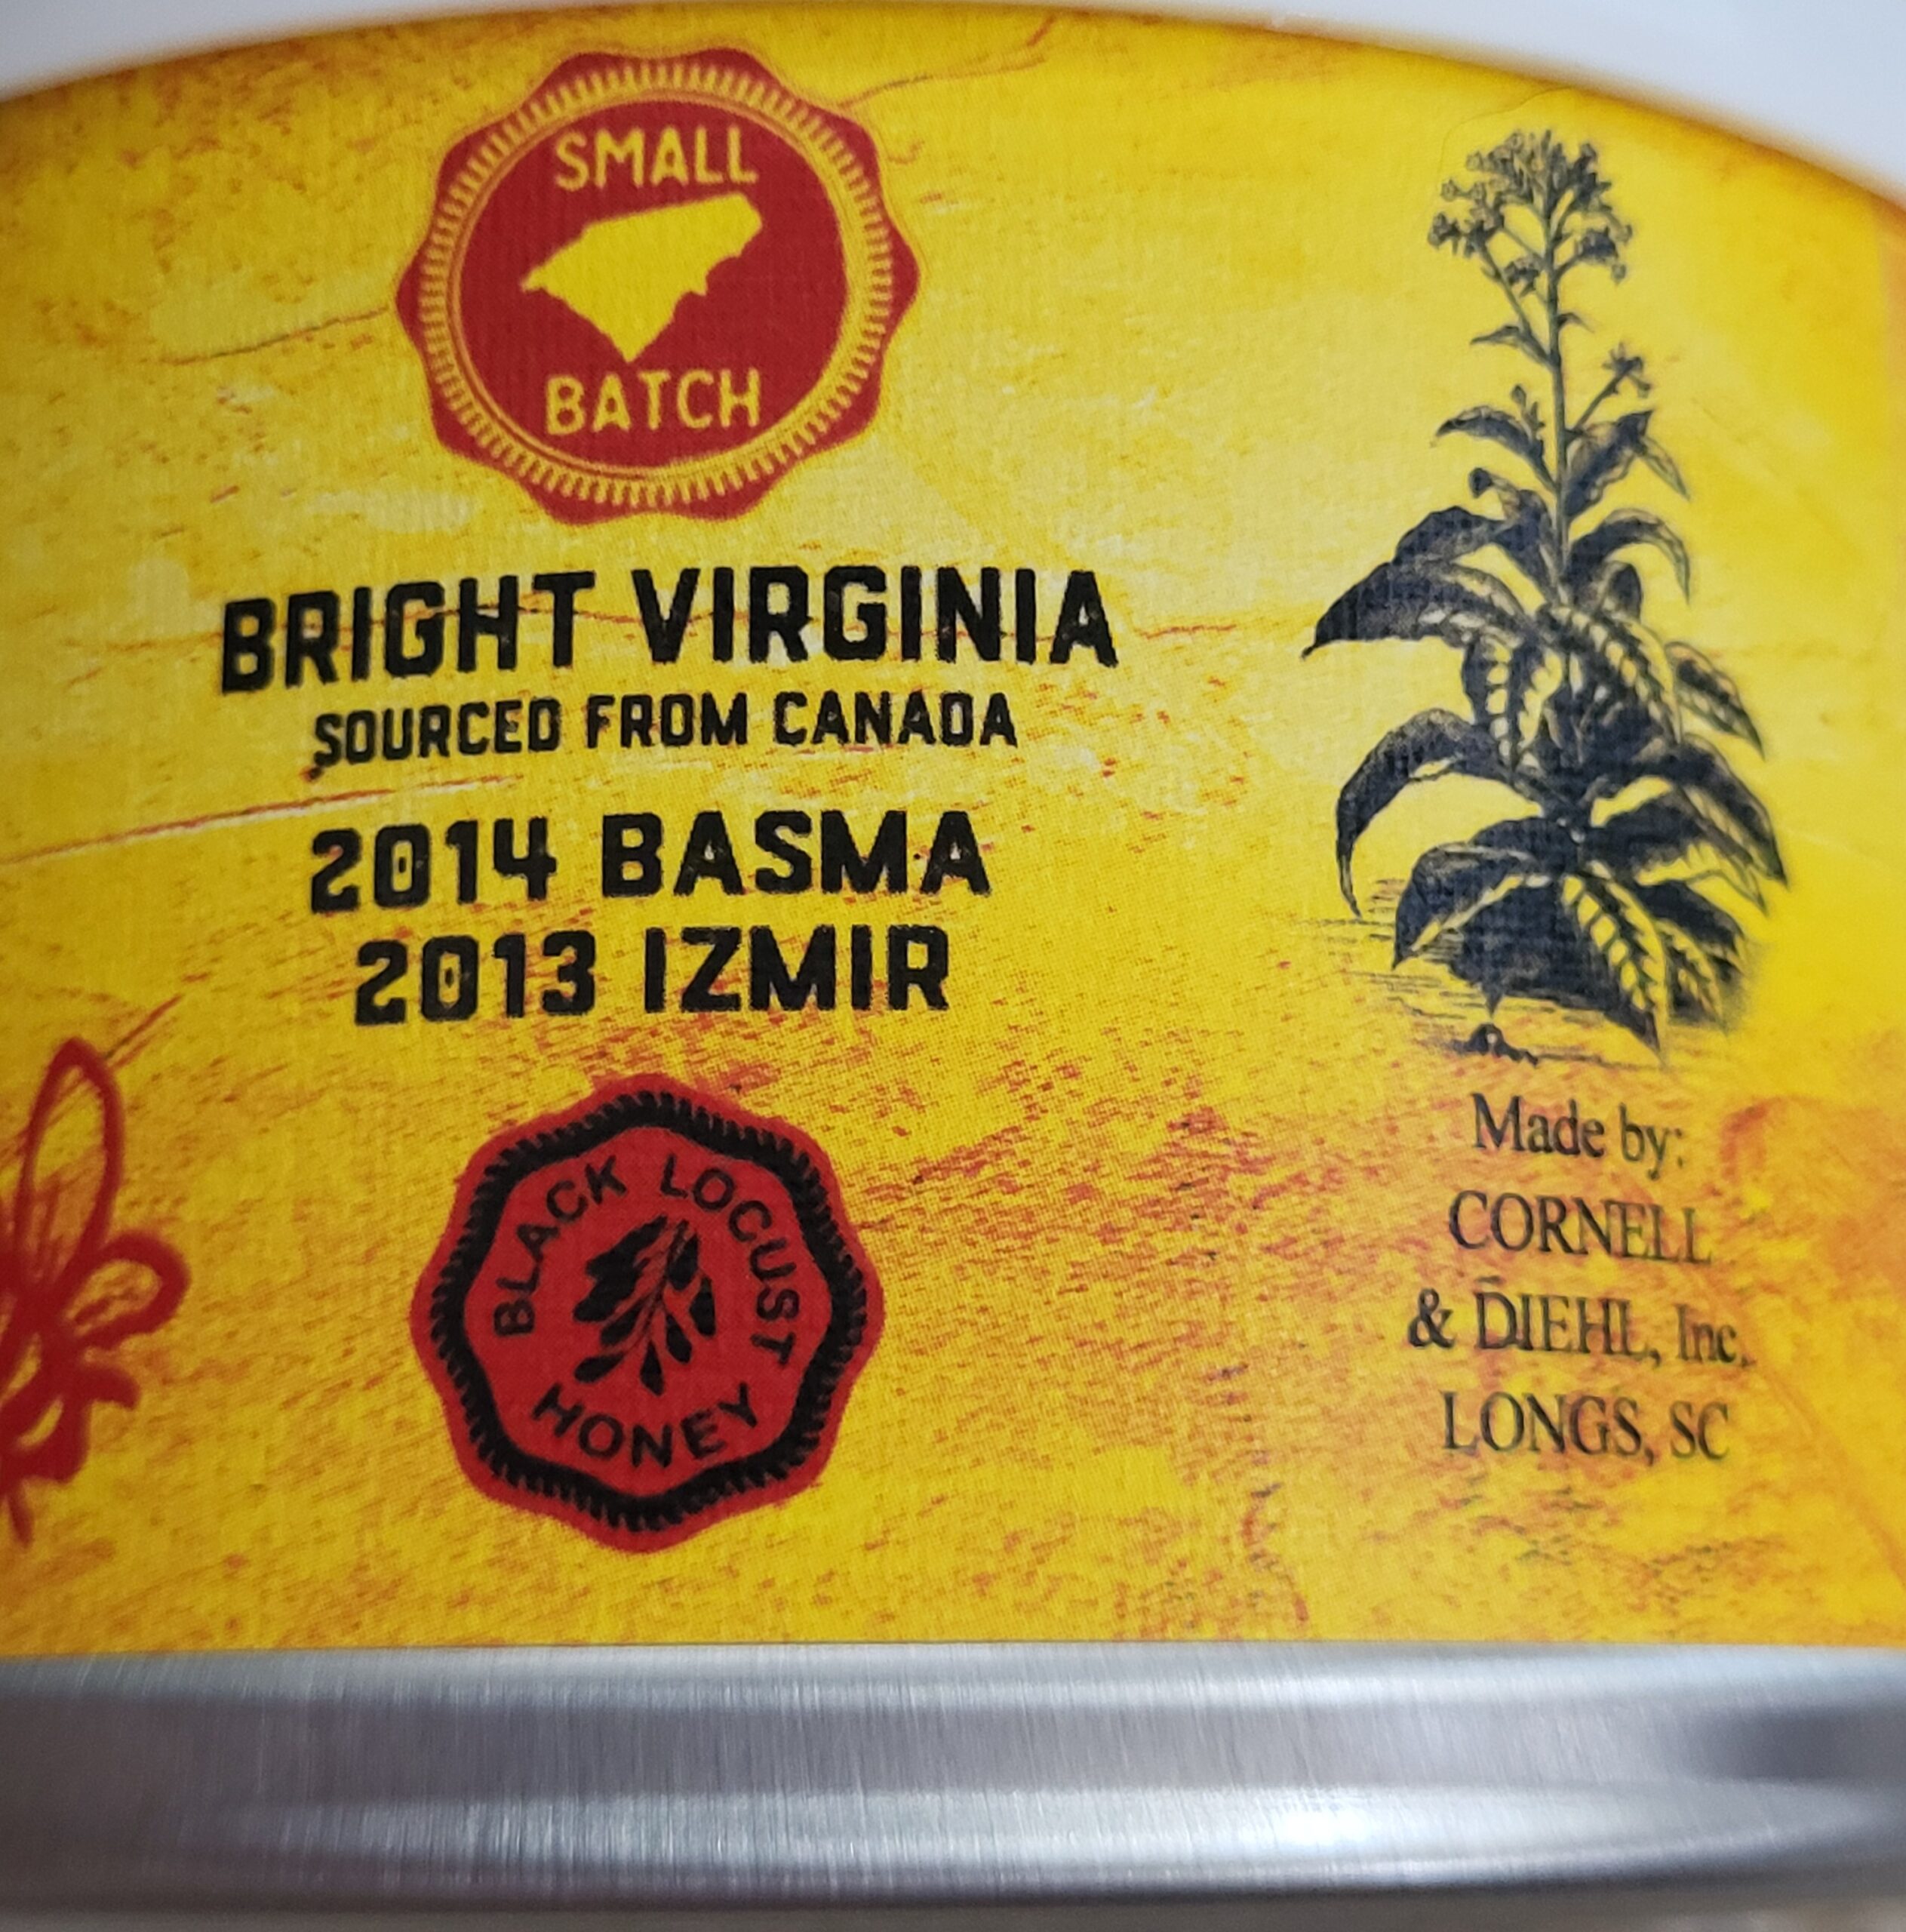 SMALL
BATCH
BRIGHT VIRGINIA
SOURCED FROM CANADA
2014 BASMA
2013 IZMIR
BLACK LOCUST
HONEY
Made by:
CORNELL
& DIEHL, Inc.
LONGS, SC